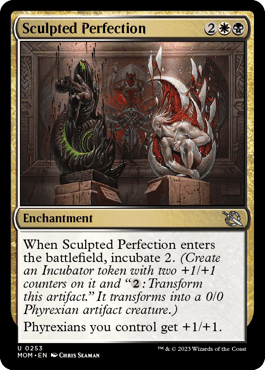 Sculpted Perfection 2
Enchantment
When Sculpted Perfection enters
the battlefield, incubate 2. (Create
an Incubator token with two +1/+1
counters on it and “2: Transform
this artifact.” It transforms into a 0/0
Phyrexian artifact creature.)
Phyrexians you control get +1/+1.
U 0253
MOM • EN Chris Seaman ™ & © 2023 Wizards of the Coast